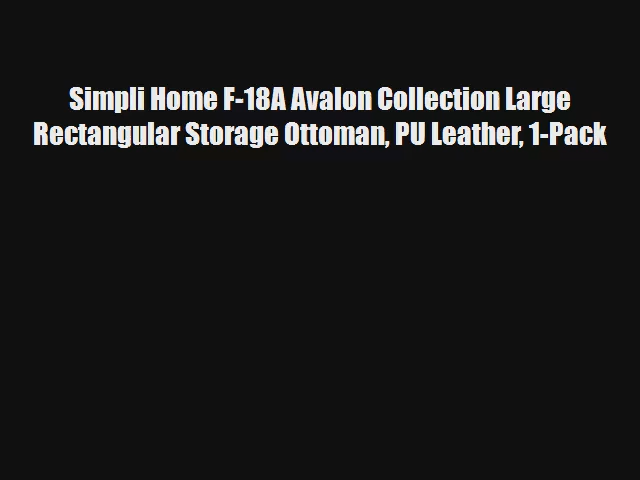 Simpli Home F-18A Avalon Collection Large
Rectangular Storage Ottoman, PU Leather, 1-Pack